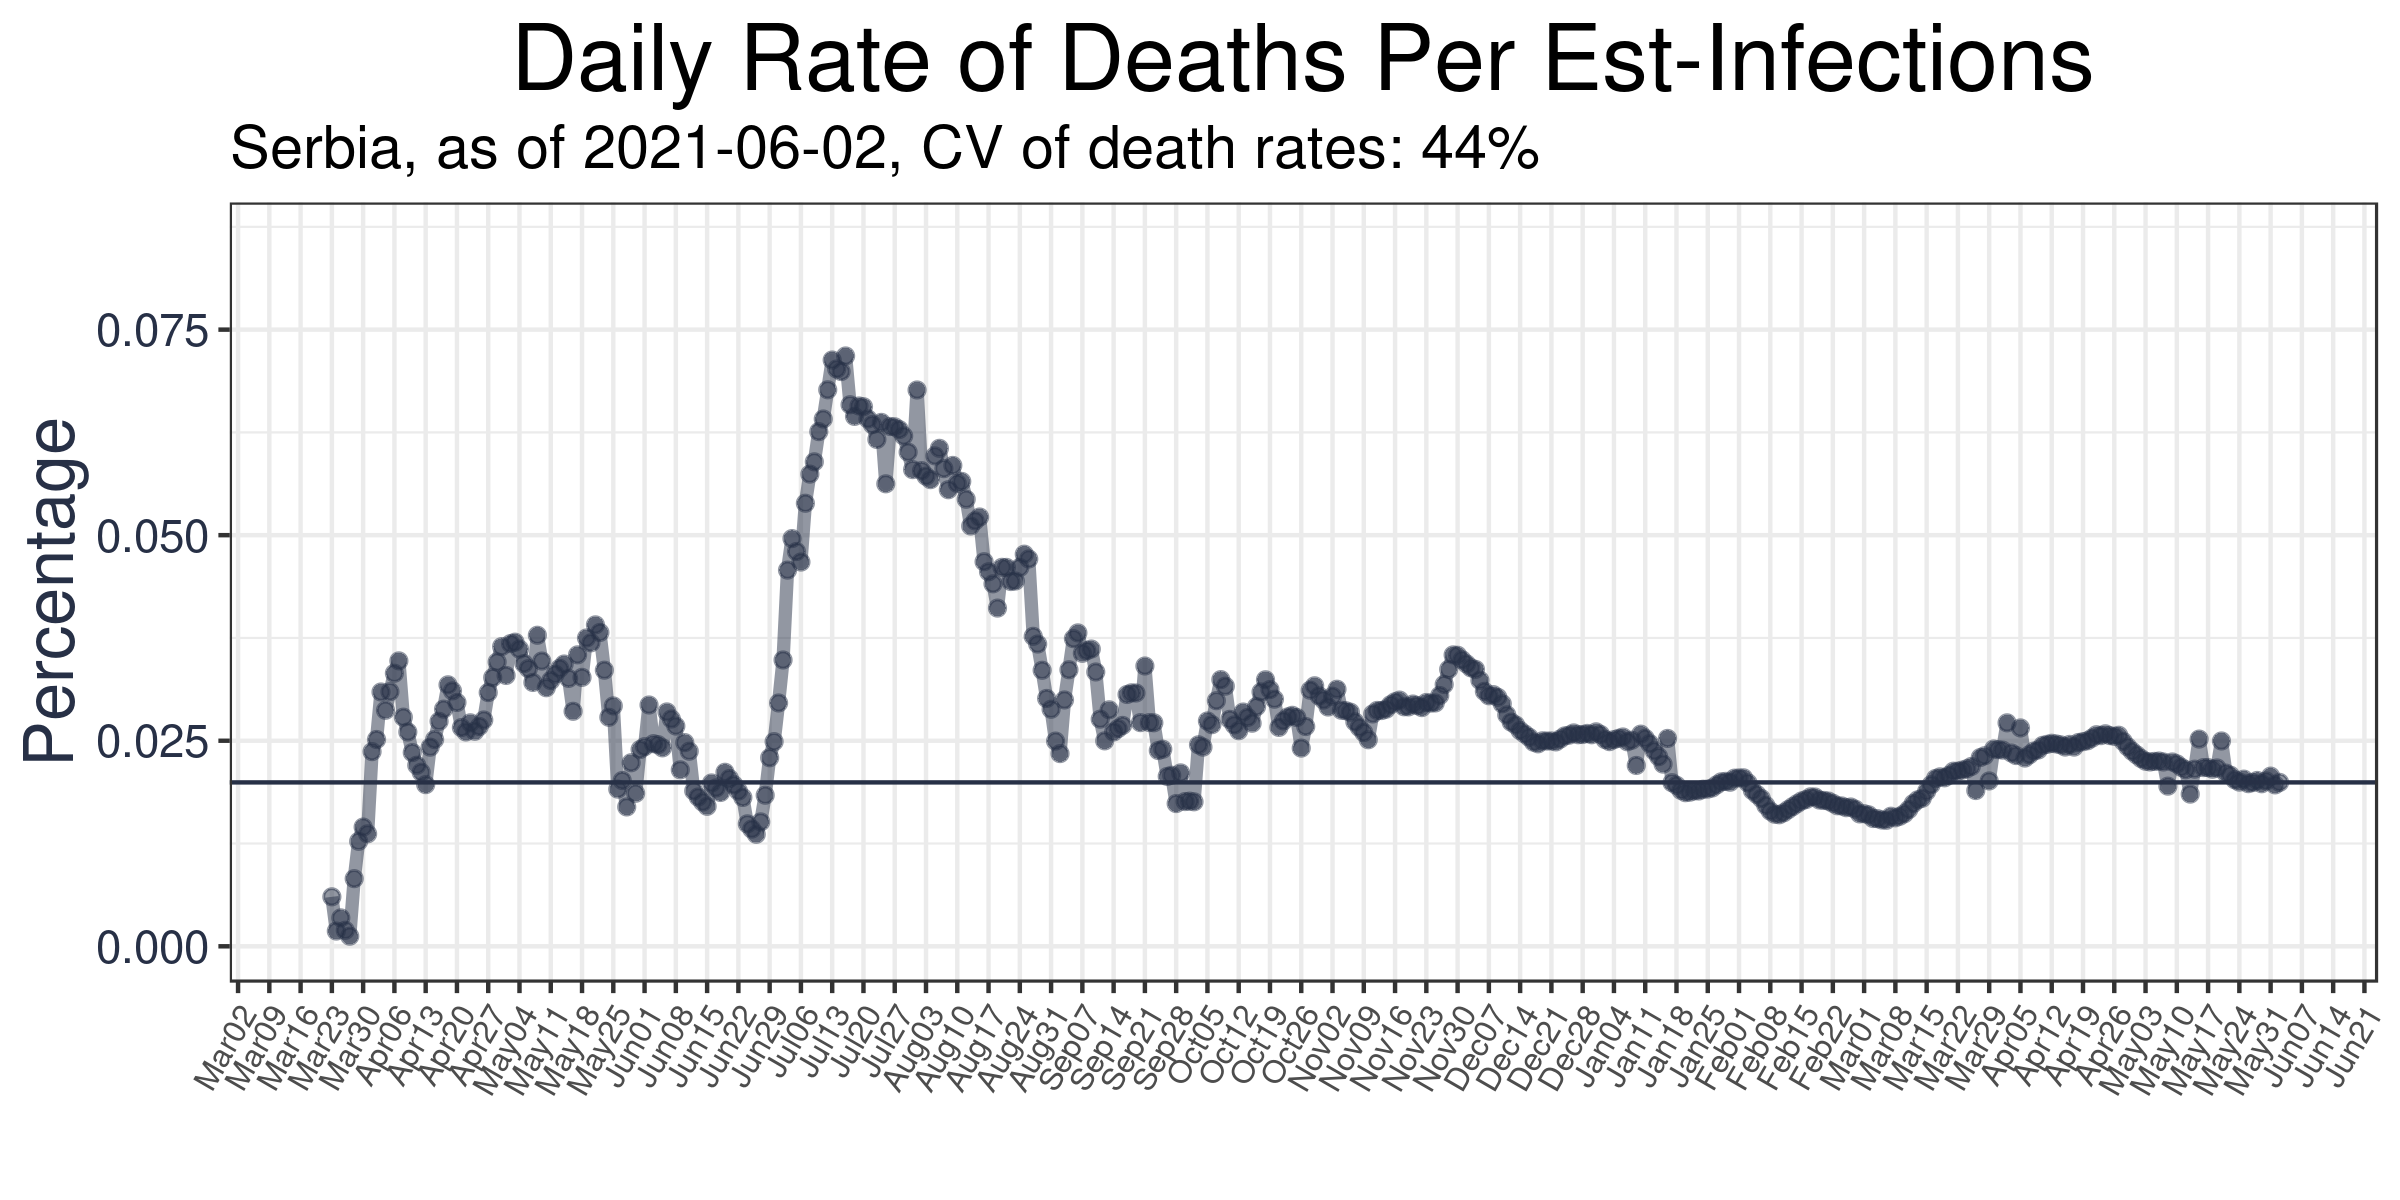 Daily Rate of Deaths Per Est-Infections
Serbia, as of 2021-06-02, CV of death rates: 44%
Percentage
0.075
0.050
0.025
0.000
Mar02
Mar09
Mar16
Mar23
Mar30
Apr06
Apr13
Apr20
Apr27
May04
May11
May18
May25
Jun01
Jun08
Jun15
Jun22
Jun29
Jul06
Jul13
Jul20
Jul27
Aug03
Aug10
Aug17
Aug24
Aug31
Sep07
Sep14
Sep21
Sep28
Oct05
Oct12
Oct19
Oct26
Nov02
Nov09
Nov16
Nov23
Nov30
Dec07
Dec14
Dec21
Dec28
Jan04
Jan11
Jan18
Jan25
Feb01
Feb08
Feb15
Feb22
Mar01
Mar08
Mar15
Mar22
Mar29
Apr05
Apr12
Apr19
Apr26
May03
May10
May17
May24
May31
Jun07
Jun14
Jun21